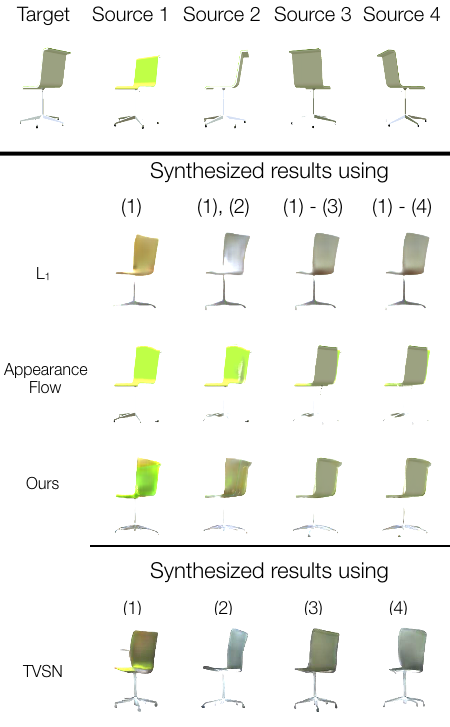 Target Source 1 Source 2 Source 3 Source 4
Synthesized results using
(1) (1), (2) (1) - (3) (1) - (4)
L₁
Appearance
Flow
Ours
Synthesized results using
(1) (2) (3) (4)
TVSN